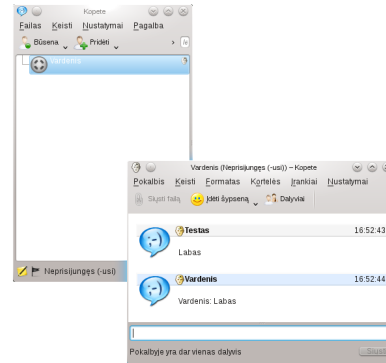 Kopete
Failas Keisti Nustatymai Pagalba
Būsena Pridėti
Vardenis
Neprisijungęs (-usi)
Vardenis (Neprisijungęs (-usi)) – Kopete
Pokalbis Keisti Formatas Kortelės Įrankiai Nustatymai
Siųsti failą Įdėti šypseną Dalyviai
Testas 16:52:43
Labas
Vardenis 16:52:44
Vardenis: Labas
Pokalbyje yra dar vienas dalyvis